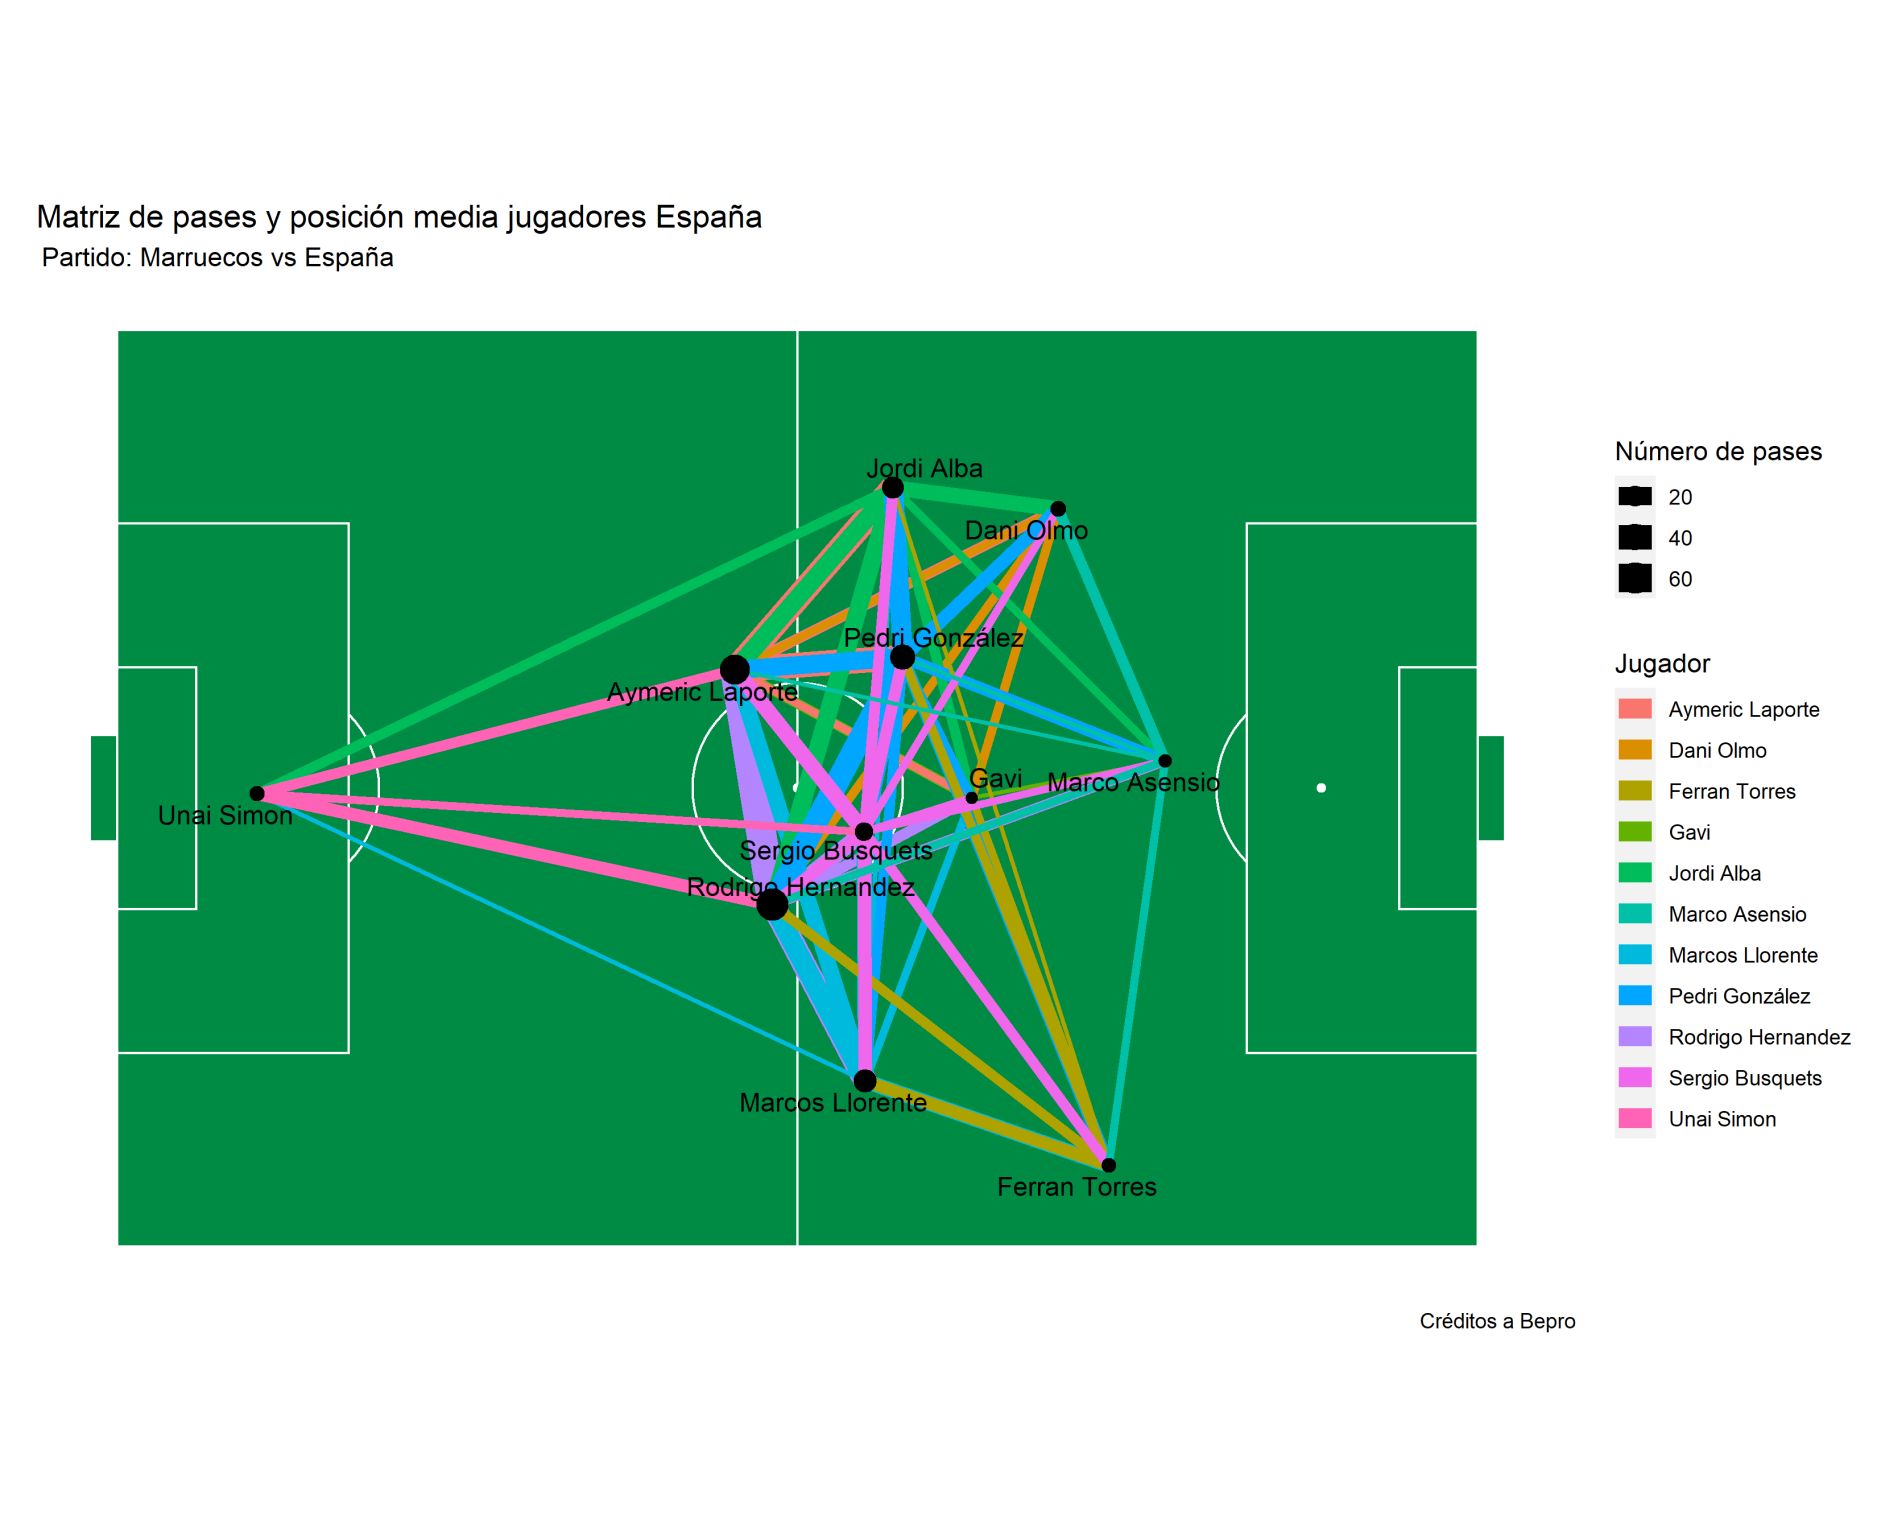 Matriz de pases y posición media jugadores España
Partido: Marruecos vs España
Jordi Alba
Dani Olmo
Pedri González
Aymeric Laporte
Gavi
Marco Asensio
Unai Simon
Sergio Busquets
Rodrigo Hernandez
Marcos Llorente
Ferran Torres
Número de pases
20
40
60
Jugador
Aymeric Laporte
Dani Olmo
Ferran Torres
Gavi
Jordi Alba
Marco Asensio
Marcos Llorente
Pedri González
Rodrigo Hernandez
Sergio Busquets
Unai Simon
Créditos a Bepro